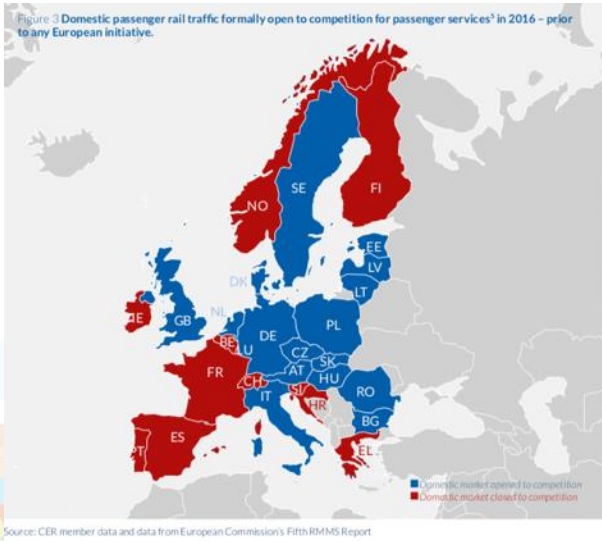 Figure 3 Domestic passenger rail traffic formally open to competition for passenger services⁵ in 2016 – prior
to any European initiative.
NO
SE
FI
EE
LV
LT
DK
IE
GB
NL
BE
LU
DE
PL
CZ
SK
FR
CH
AT
HU
RO
IT
SI
HR
BG
PT
ES
EL
Domestic market opened to competition
Domestic market closed to competition
Source: CER member data and data from European Commission's Fifth RMMS Report